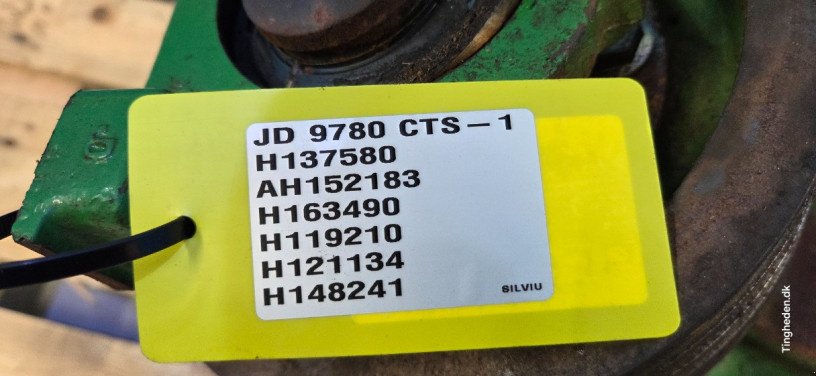 JD 9780 CTS – 1
H137580
AH152183
H163490
H119210
H121134
H148241
SILVIU
Tingheden.dk